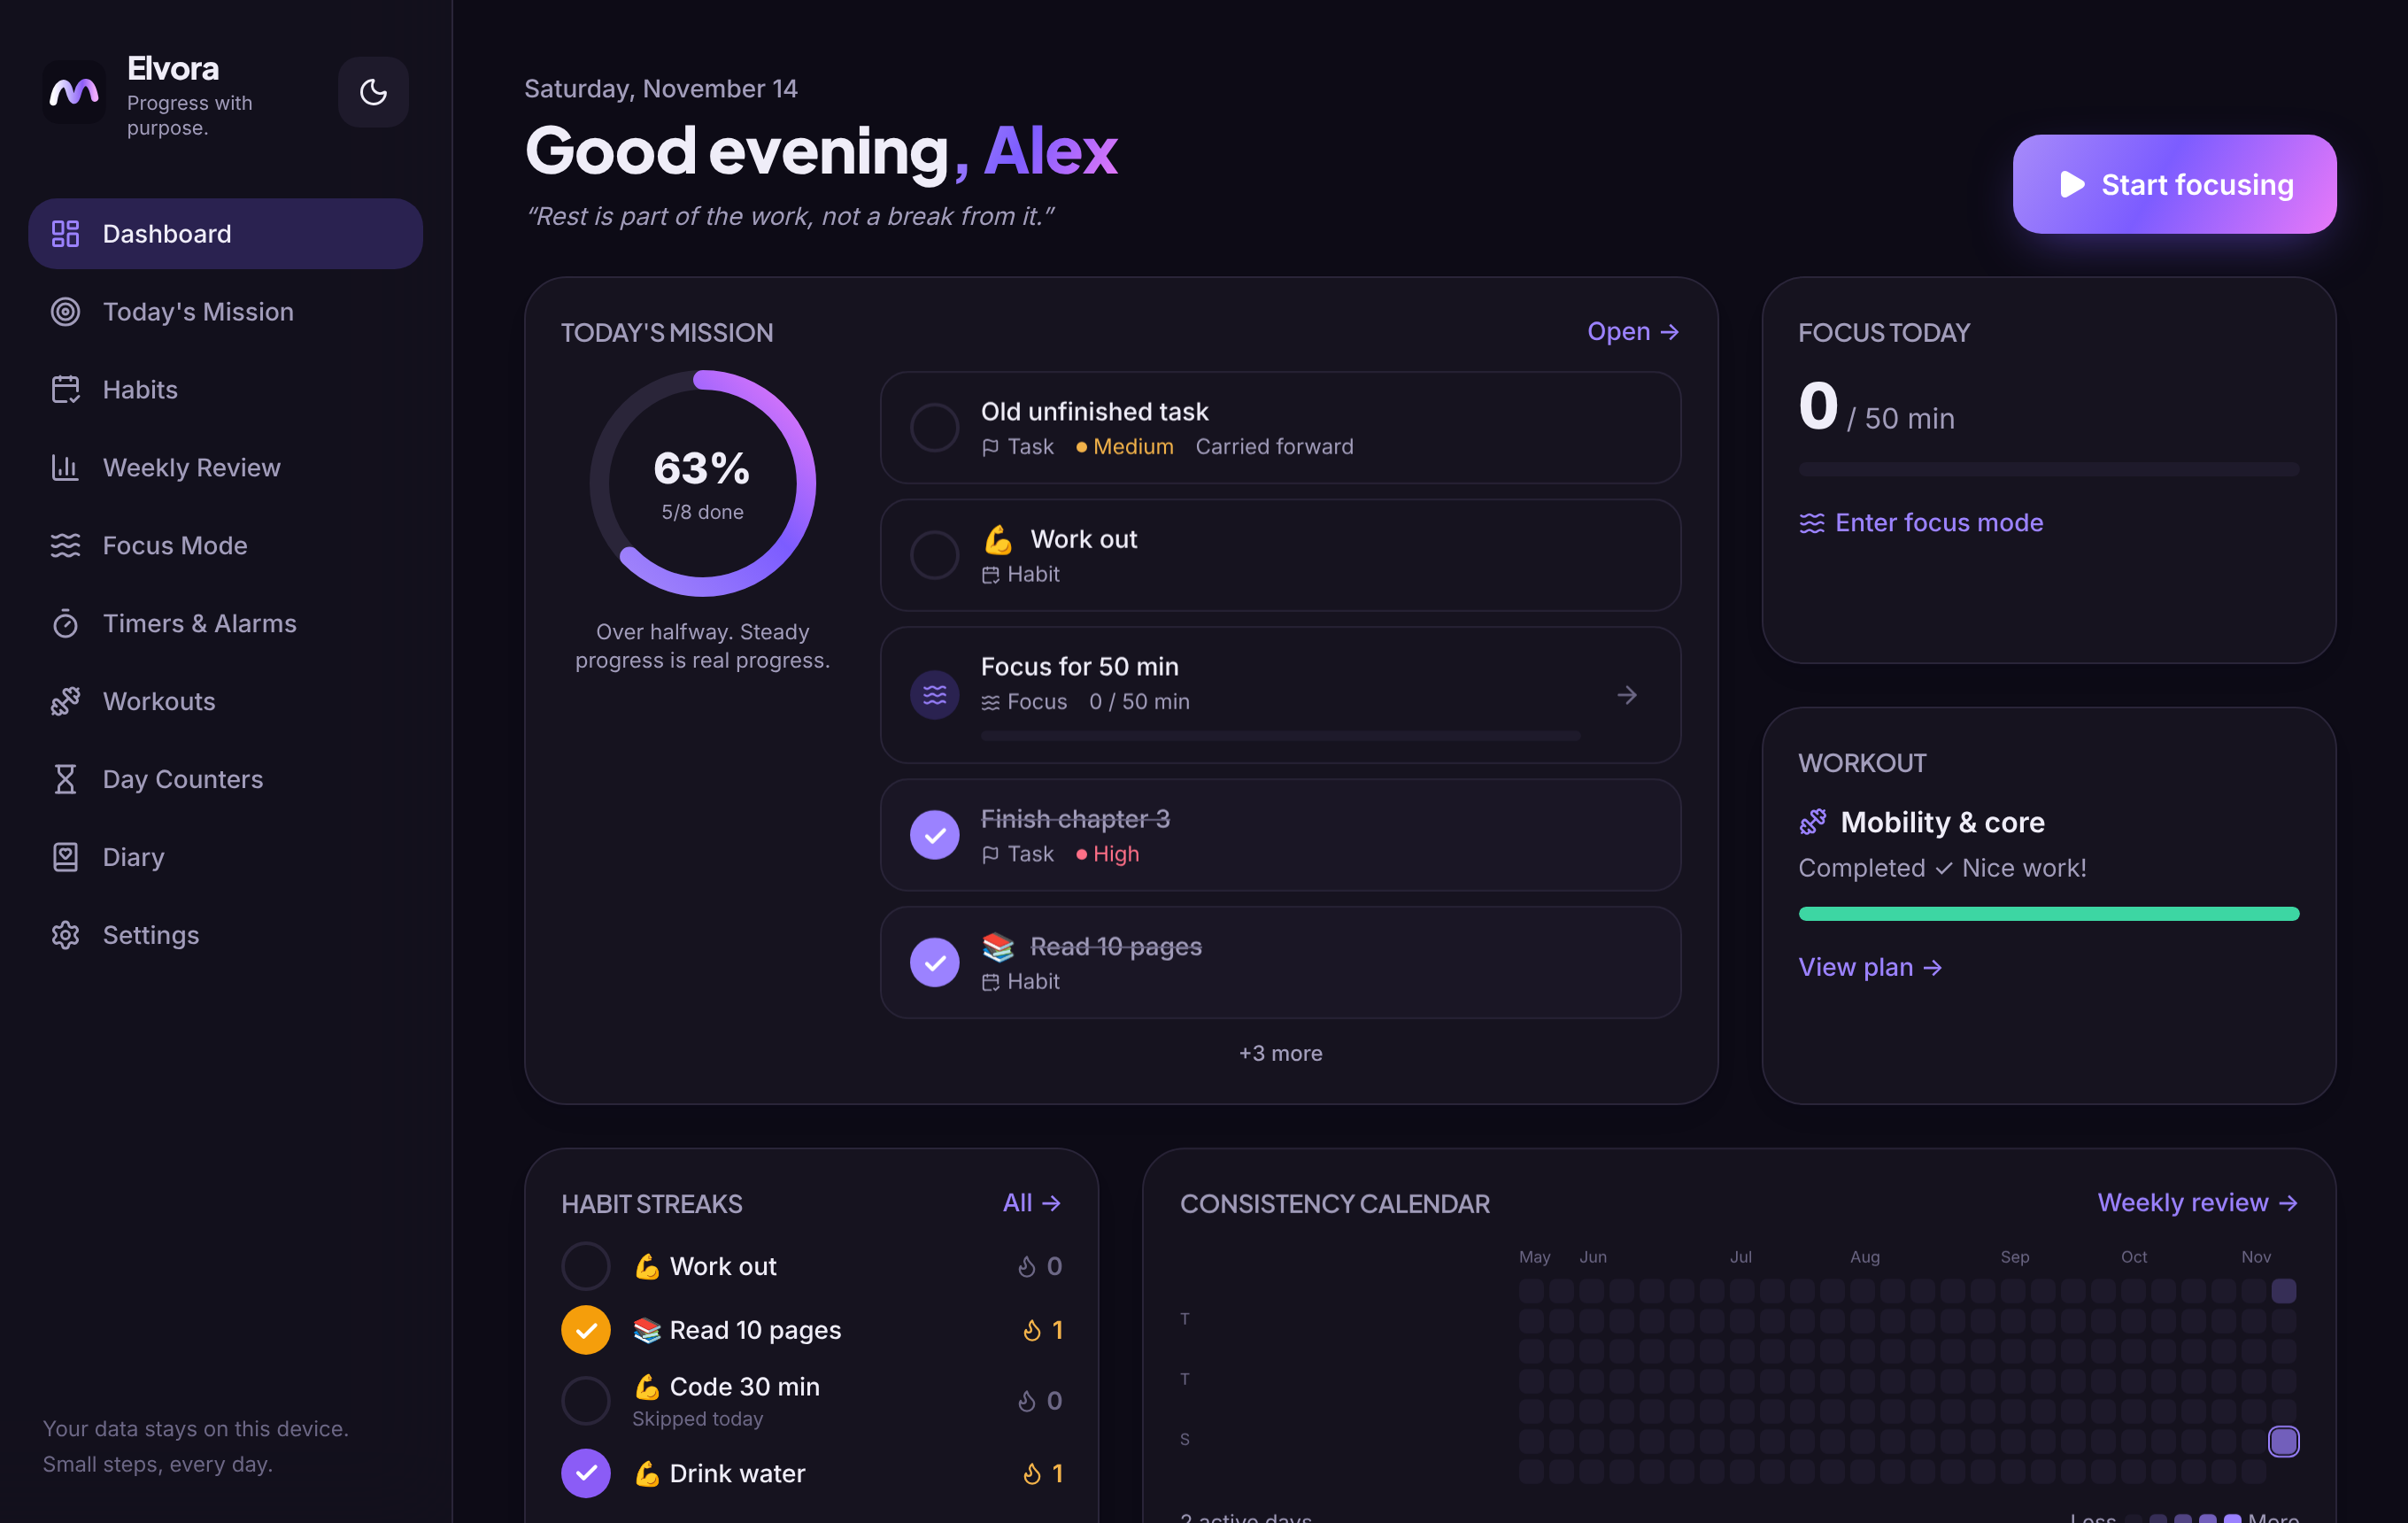 Elvora
Progress with
purpose.
Dashboard
Today's Mission
Habits
Weekly Review
Focus Mode
Timers & Alarms
Workouts
Day Counters
Diary
Settings
Your data stays on this device.
Small steps, every day.
Saturday, November 14
Good evening, Alex
“Rest is part of the work, not a break from it.”
Start focusing
TODAY'S MISSION
Open →
63%
5/8 done
Over halfway. Steady
progress is real progress.
Old unfinished task
Task Medium Carried forward
💪 Work out
Habit
Focus for 50 min
Focus 0 / 50 min
Finish chapter 3
Task High
📚 Read 10 pages
Habit
+3 more
FOCUS TODAY
0 / 50 min
Enter focus mode
WORKOUT
Mobility & core
Completed ✓ Nice work!
View plan →
HABIT STREAKS
All →
💪 Work out 0
📚 Read 10 pages 1
💪 Code 30 min 0
Skipped today
💪 Drink water 1
CONSISTENCY CALENDAR
Weekly review →
May Jun Jul Aug Sep Oct Nov
T
T
S
2 active days
Less More